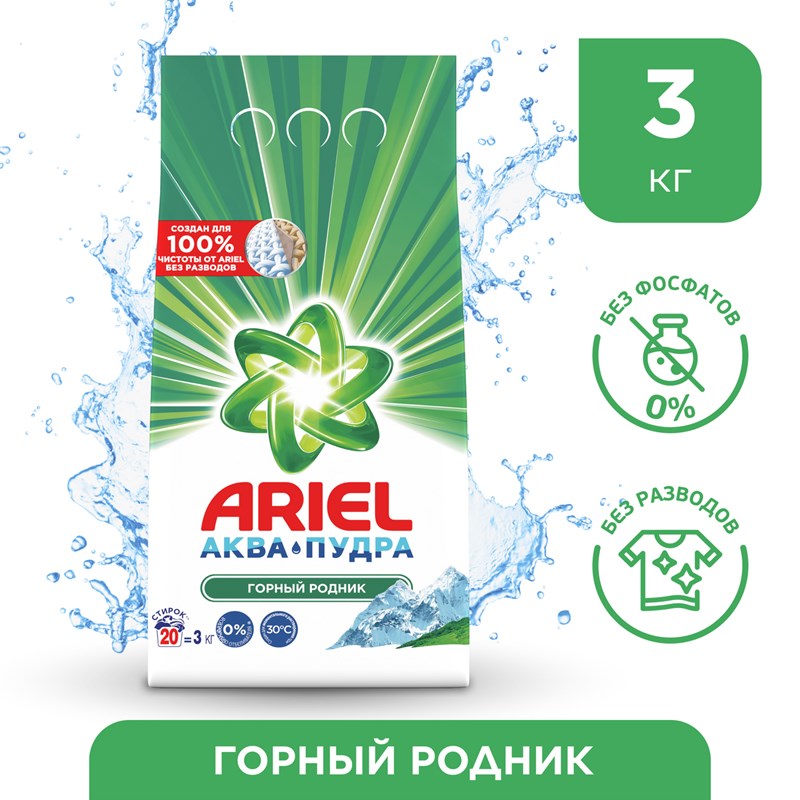 3
КГ
СОЗДАН ДЛЯ
100%
ЧИСТОТЫ ОТ ARIEL
БЕЗ РАЗВОДОВ
БЕЗ ФОСФАТОВ
0%
ARIEL
АКВА ПУДРА
БЕЗ РАЗВОДОВ
ГОРНЫЙ РОДНИК
СТИРОК
20 = 3 КГ
0%
30°C
ГОРНЫЙ РОДНИК